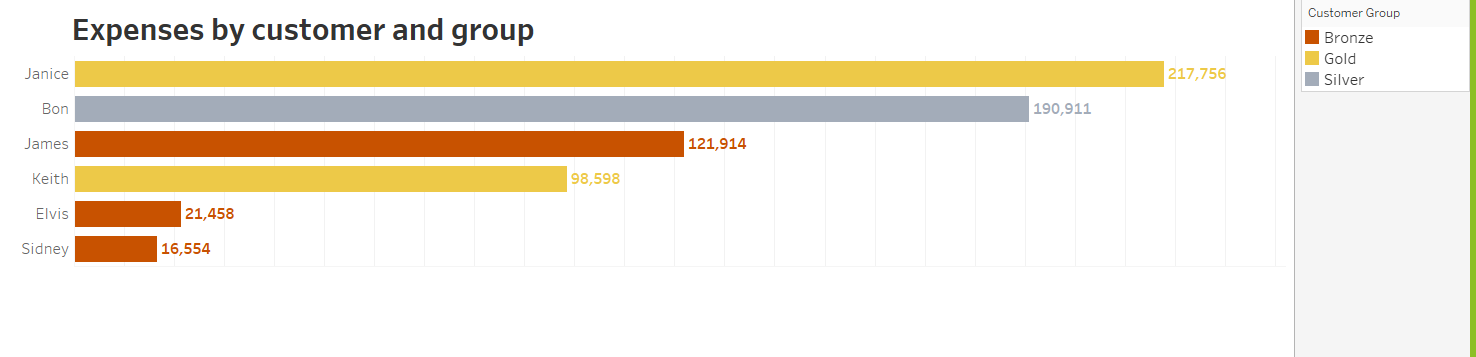 Expenses by customer and group
Janice 217,756
Bon 190,911
James 121,914
Keith 98,598
Elvis 21,458
Sidney 16,554
Customer Group
Bronze
Gold
Silver